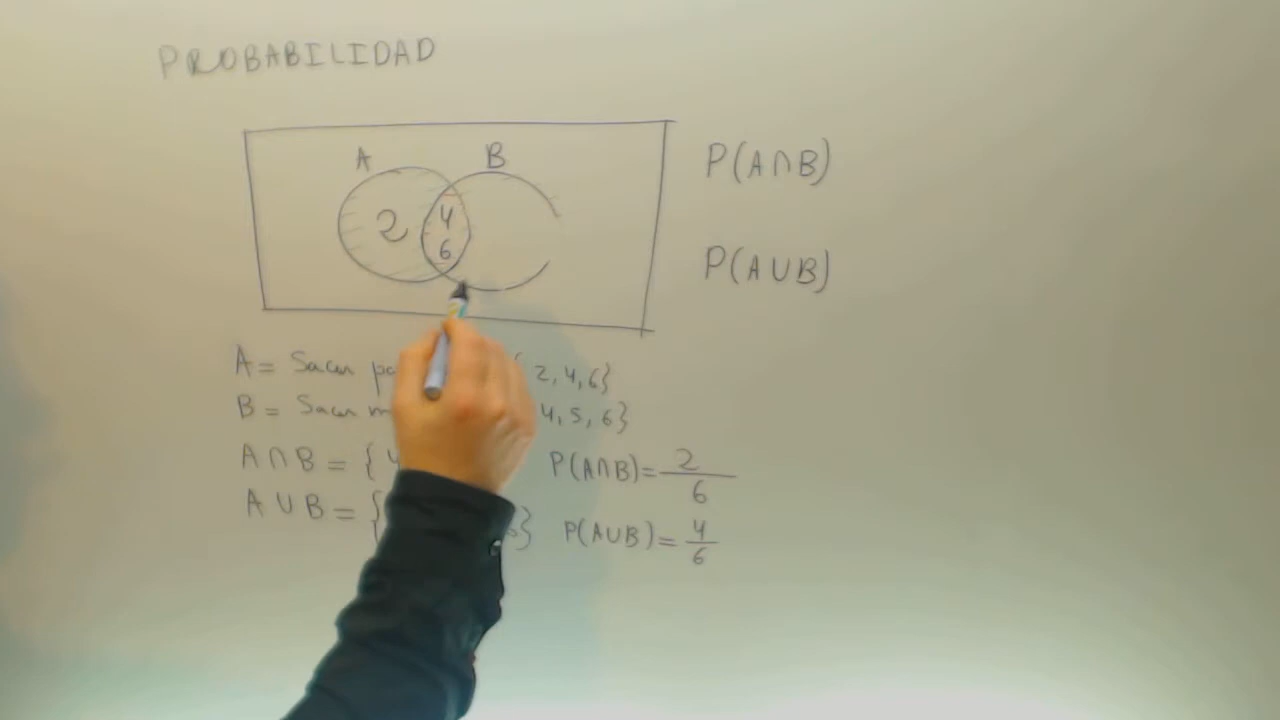 PROBABILIDAD
A B
P(A∩B)
2 4
6
P(A∪B)
A = Sacar 2, 4, 6}
B = Sacar 4, 5, 6}
A∩B = { P(A∩B) = 2/6
A∪B = { } P(A∪B) = 4/6